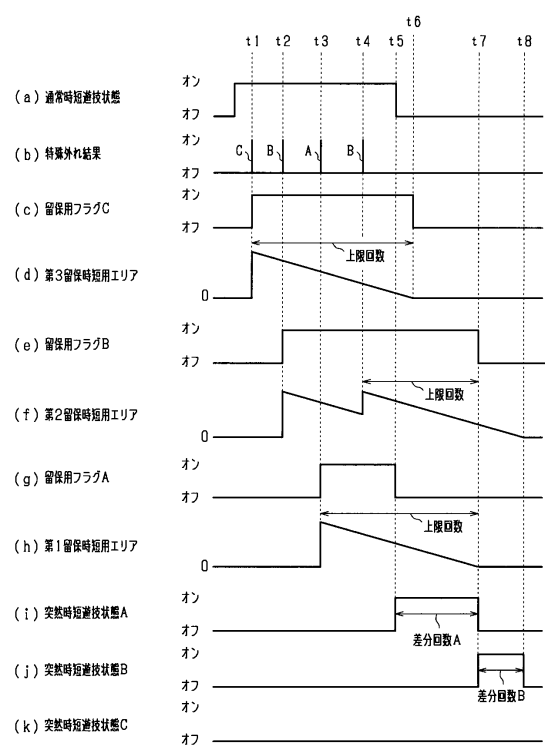 t6
t1 t2 t3 t4 t5 t7 t8
オン
(a) 通常時短遊技状態
オフ
オン
(b) 特殊外れ結果
C B A B
オフ
オン
(c) 留保用フラグC
オフ
上限回数
(d) 第3留保時短用エリア
0
オン
(e) 留保用フラグB
オフ
上限回数
(f) 第2留保時短用エリア
0
オン
(g) 留保用フラグA
オフ
上限回数
(h) 第1留保時短用エリア
0
オン
(i) 突然時短遊技状態A
オフ
差分回数A
オン
(j) 突然時短遊技状態B
オフ
差分回数B
オン
(k) 突然時短遊技状態C
オフ